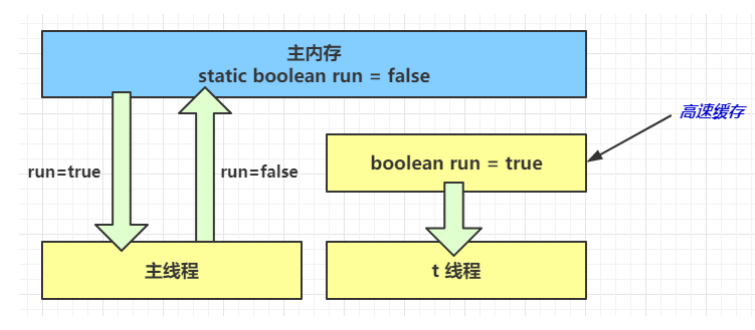 主内存
static boolean run = false
高速缓存
run=true
run=false
boolean run = true
主线程
t 线程